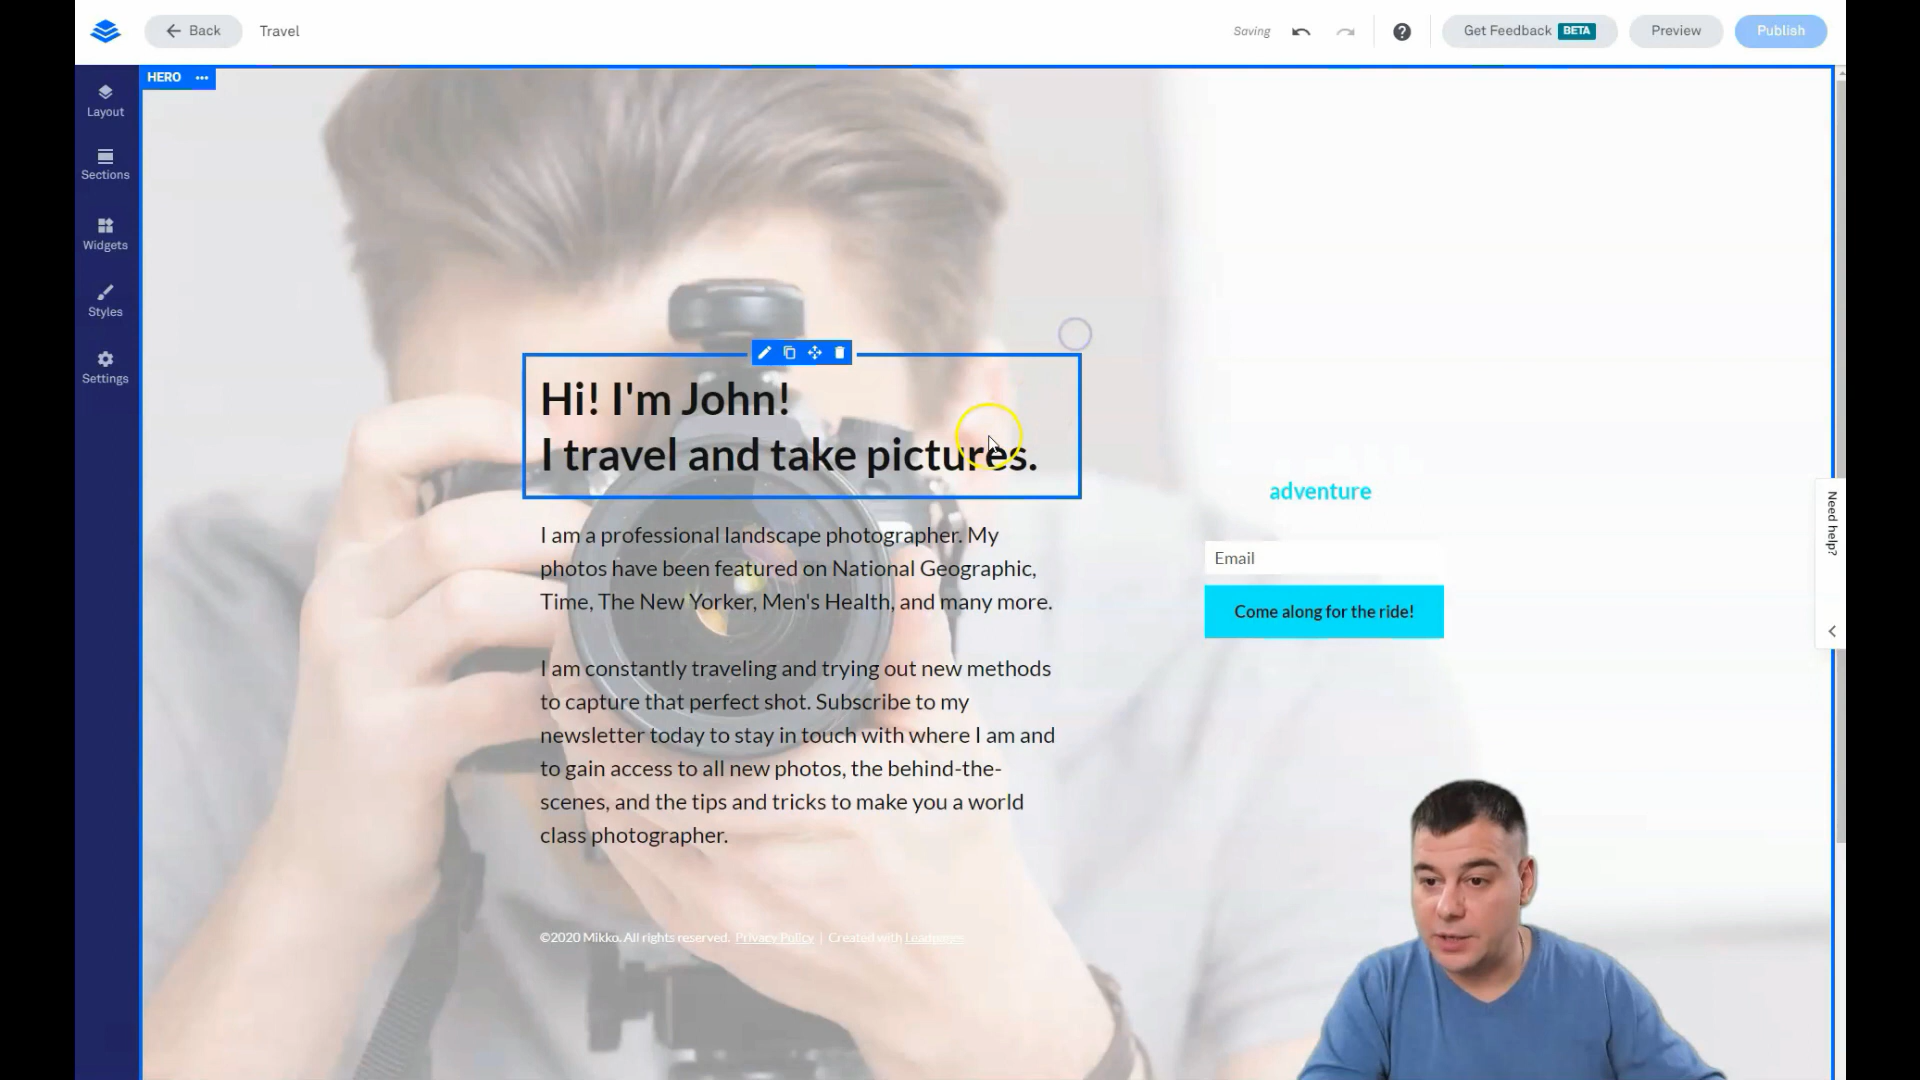 Back
Travel
Saving
Get Feedback BETA
Preview
Publish
HERO
Layout
Sections
Widgets
Styles
Settings
Hi! I'm John!
I travel and take pictures.
I am a professional landscape photographer. My
photos have been featured on National Geographic,
Time, The New Yorker, Men's Health, and many more.
I am constantly traveling and trying out new methods
to capture that perfect shot. Subscribe to my
newsletter today to stay in touch with where I am and
to gain access to all new photos, the behind-the-
scenes, and the tips and tricks to make you a world
class photographer.
adventure
Email
Come along for the ride!
Need help?
©2020 Mikko. All rights reserved. Privacy Policy | Created with